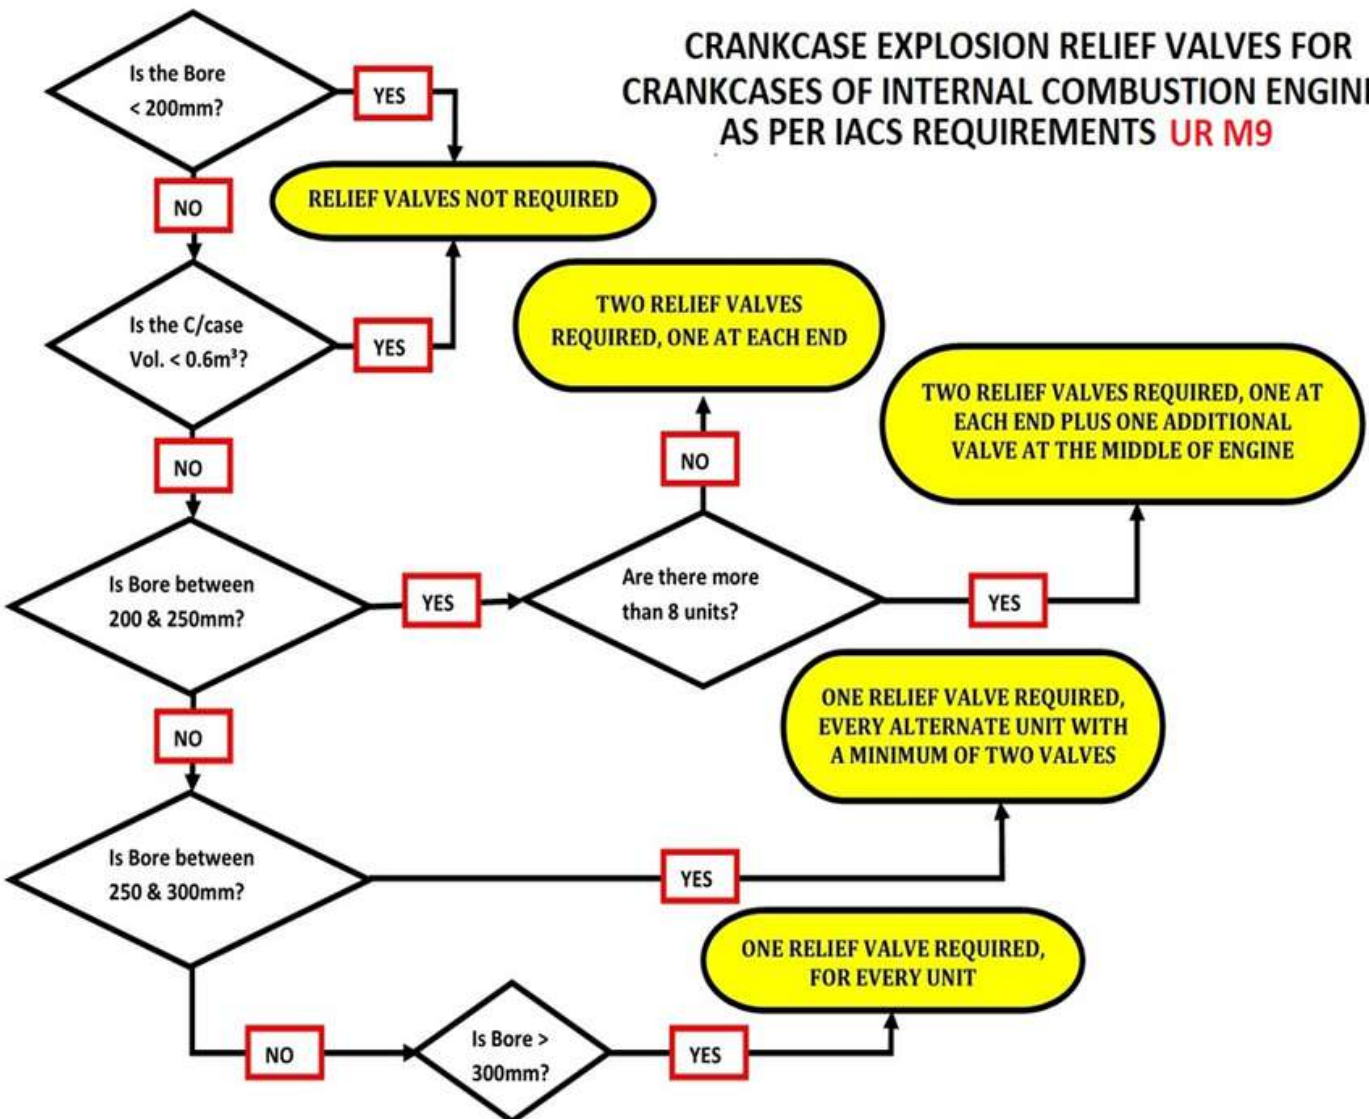 CRANKCASE EXPLOSION RELIEF VALVES FOR
CRANKCASES OF INTERNAL COMBUSTION ENGIN
AS PER IACS REQUIREMENTS UR M9
Is the Bore
< 200mm?
YES
RELIEF VALVES NOT REQUIRED
NO
Is the C/case
Vol. < 0.6m³?
YES
NO
TWO RELIEF VALVES
REQUIRED, ONE AT EACH END
TWO RELIEF VALVES REQUIRED, ONE AT
EACH END PLUS ONE ADDITIONAL
VALVE AT THE MIDDLE OF ENGINE
NO
Is Bore between
200 & 250mm?
YES
Are there more
than 8 units?
YES
NO
ONE RELIEF VALVE REQUIRED,
EVERY ALTERNATE UNIT WITH
A MINIMUM OF TWO VALVES
Is Bore between
250 & 300mm?
YES
ONE RELIEF VALVE REQUIRED,
FOR EVERY UNIT
NO
Is Bore >
300mm?
YES